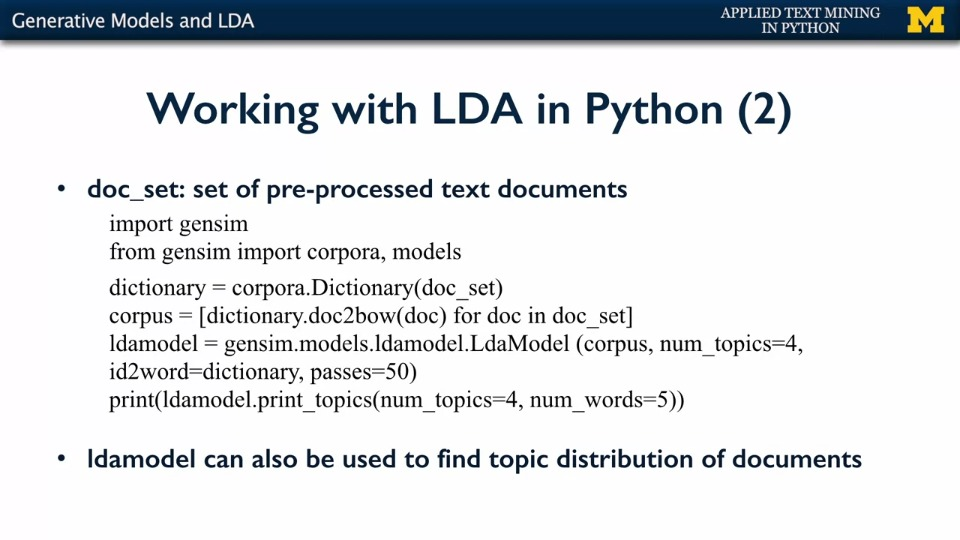 Generative Models and LDA
APPLIED TEXT MINING
IN PYTHON
M
Working with LDA in Python (2)
• doc_set: set of pre-processed text documents
import gensim
from gensim import corpora, models
dictionary = corpora.Dictionary(doc_set)
corpus = [dictionary.doc2bow(doc) for doc in doc_set]
ldamodel = gensim.models.ldamodel.LdaModel (corpus, num_topics=4,
id2word=dictionary, passes=50)
print(ldamodel.print_topics(num_topics=4, num_words=5))
• ldamodel can also be used to find topic distribution of documents